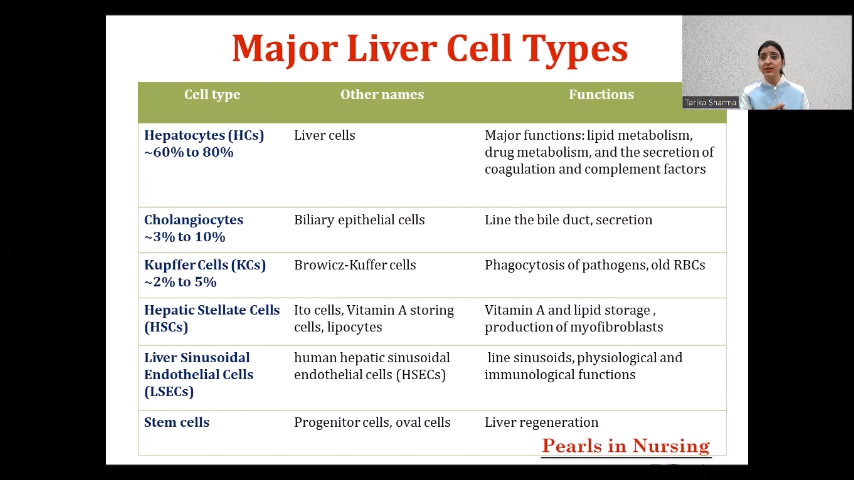 Major Liver Cell Types
Tarika Sharma
Cell type Other names Functions
Hepatocytes (HCs) Liver cells Major functions: lipid metabolism,
~60% to 80% drug metabolism, and the secretion of
coagulation and complement factors
Cholangiocytes Biliary epithelial cells Line the bile duct, secretion
~3% to 10%
Kupffer Cells (KCs) Browicz-Kuffer cells Phagocytosis of pathogens, old RBCs
~2% to 5%
Hepatic Stellate Cells Ito cells, Vitamin A storing Vitamin A and lipid storage ,
(HSCs) cells, lipocytes production of myofibroblasts
Liver Sinusoidal human hepatic sinusoidal line sinusoids, physiological and
Endothelial Cells endothelial cells (HSECs) immunological functions
(LSECs)
Stem cells Progenitor cells, oval cells Liver regeneration
Pearls in Nursing